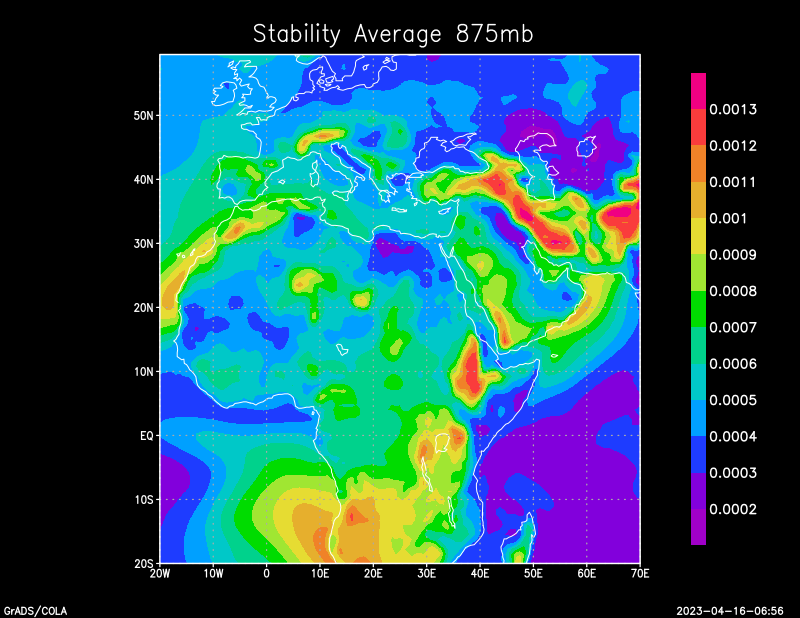 Stability Average 875mb
50N
40N
30N
20N
10N
EQ
10S
20S
20W 10W 0 10E 20E 30E 40E 50E 60E 70E
0.0013
0.0012
0.0011
0.001
0.0009
0.0008
0.0007
0.0006
0.0005
0.0004
0.0003
0.0002
GrADS/COLA
2023-04-16-06:56